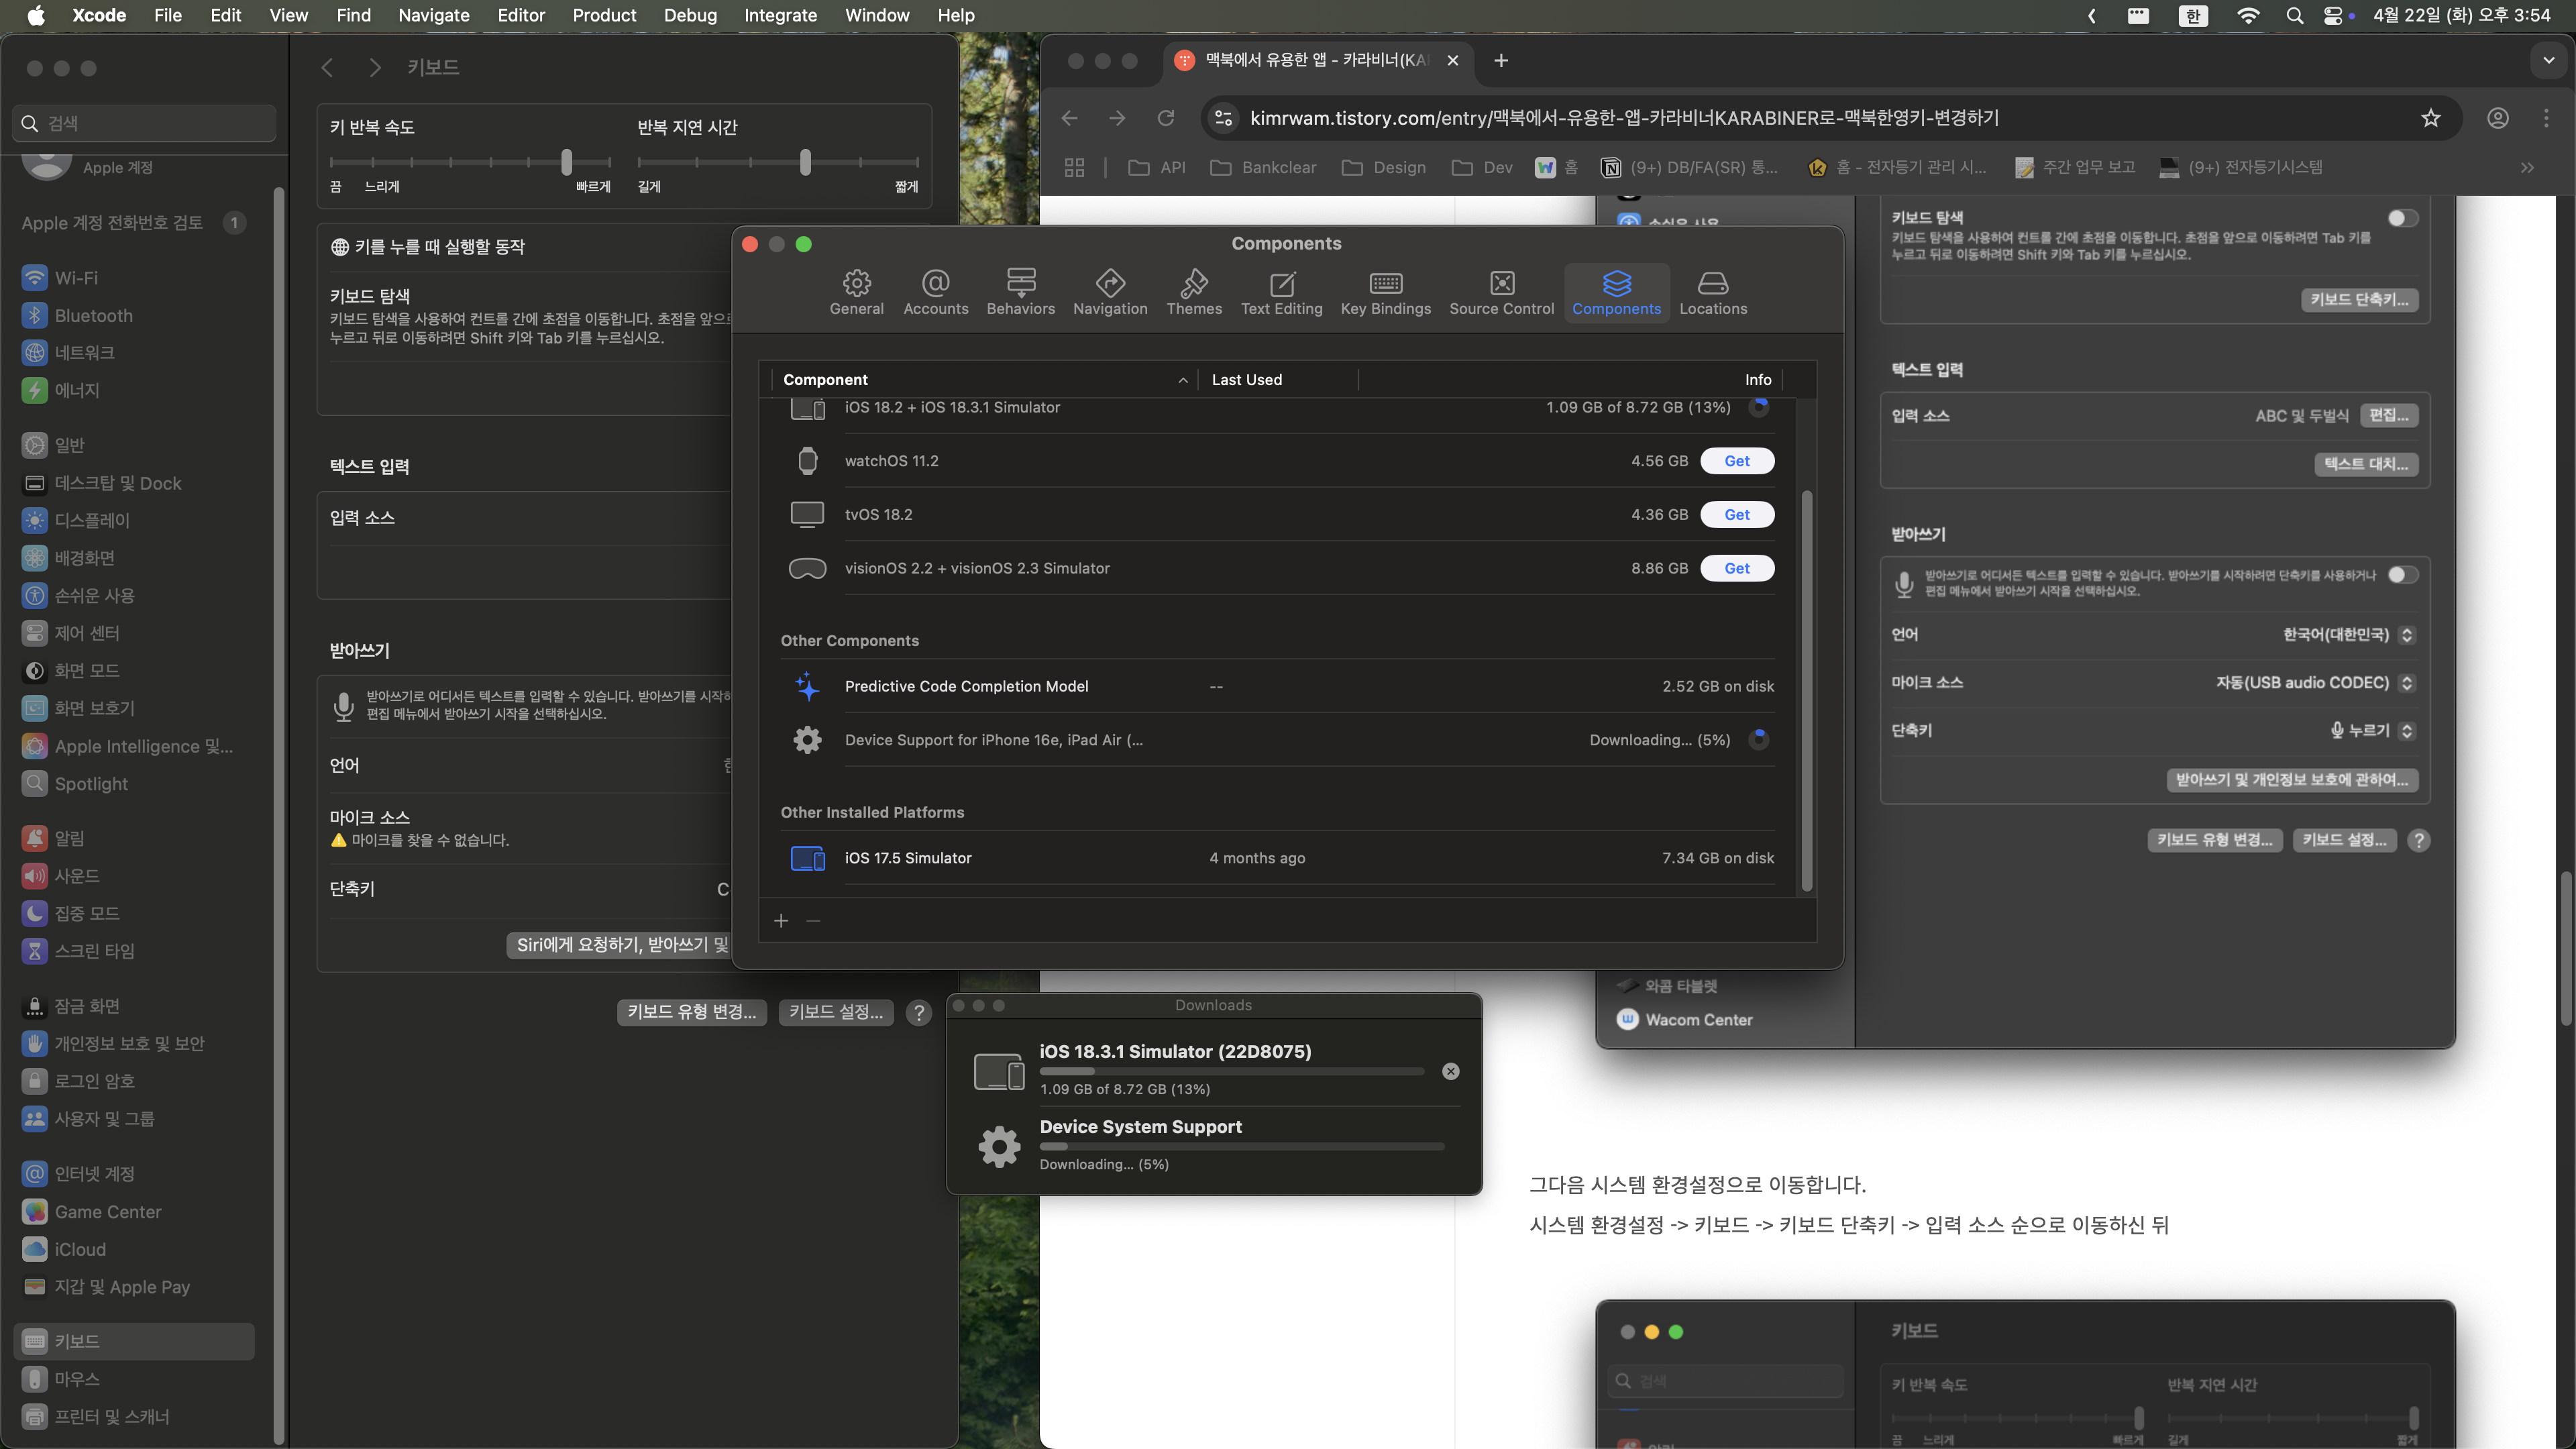 Xcode File Edit View Find Navigate Editor Product Debug Integrate Window Help
한 4월 22일 (화) 오후 3:54
검색
Apple 계정
Apple 계정 전화번호 검토 1
Wi-Fi
Bluetooth
네트워크
에너지
일반
데스크탑 및 Dock
디스플레이
배경화면
손쉬운 사용
제어 센터
화면 모드
화면 보호기
Apple Intelligence 및...
Spotlight
알림
사운드
집중 모드
스크린 타임
잠금 화면
개인정보 보호 및 보안
로그인 암호
사용자 및 그룹
인터넷 계정
Game Center
iCloud
지갑 및 Apple Pay
키보드
마우스
프린터 및 스캐너
키보드
키 반복 속도 반복 지연 시간
끔 느리게 빠르게 길게 짧게
키를 누를 때 실행할 동작
키보드 탐색
키보드 탐색을 사용하여 컨트롤 간에 초점을 이동합니다. 초점을 앞으로
누르고 뒤로 이동하려면 Shift 키와 Tab 키를 누르십시오.
텍스트 입력
입력 소스
받아쓰기
받아쓰기로 어디서든 텍스트를 입력할 수 있습니다. 받아쓰기를 시작하
편집 메뉴에서 받아쓰기 시작을 선택하십시오.
언어
마이크 소스
마이크를 찾을 수 없습니다.
단축키 C
Siri에게 요청하기, 받아쓰기 및
키보드 유형 변경... 키보드 설정... ?
Components
General Accounts Behaviors Navigation Themes Text Editing Key Bindings Source Control Components Locations
Component Last Used Info
iOS 18.2 + iOS 18.3.1 Simulator 1.09 GB of 8.72 GB (13%)
watchOS 11.2 4.56 GB Get
tvOS 18.2 4.36 GB Get
visionOS 2.2 + visionOS 2.3 Simulator 8.86 GB Get
Other Components
Predictive Code Completion Model -- 2.52 GB on disk
Device Support for iPhone 16e, iPad Air (... Downloading... (5%)
Other Installed Platforms
iOS 17.5 Simulator 4 months ago 7.34 GB on disk
Downloads
iOS 18.3.1 Simulator (22D8075)
1.09 GB of 8.72 GB (13%)
Device System Support
Downloading... (5%)
맥북에서 유용한 앱 - 카라비너(KA
kimrwam.tistory.com/entry/맥북에서-유용한-앱-카라비너KARABINER로-맥북한영키-변경하기
API Bankclear Design Dev 홈 (9+) DB/FA(SR) 통... 홈 - 전자등기 관리 시... 주간 업무 보고 (9+) 전자등기시스템
손쉬운 사용
키보드 탐색
키보드 탐색을 사용하여 컨트롤 간에 초점을 이동합니다. 초점을 앞으로 이동하려면 Tab 키를
누르고 뒤로 이동하려면 Shift 키와 Tab 키를 누르십시오.
키보드 단축키...
텍스트 입력
입력 소스 ABC 및 두벌식 편집...
텍스트 대치...
받아쓰기
받아쓰기로 어디서든 텍스트를 입력할 수 있습니다. 받아쓰기를 시작하려면 단축키를 사용하거나
편집 메뉴에서 받아쓰기 시작을 선택하십시오.
언어 한국어(대한민국)
마이크 소스 자동(USB audio CODEC)
단축키 누르기
받아쓰기 및 개인정보 보호에 관하여...
키보드 유형 변경... 키보드 설정... ?
와콤 타블렛
Wacom Center
그다음 시스템 환경설정으로 이동합니다.
시스템 환경설정 -> 키보드 -> 키보드 단축키 -> 입력 소스 순으로 이동하신 뒤
키보드
검색
키 반복 속도 반복 지연 시간
끔 느리게 빠르게 길게 짧게